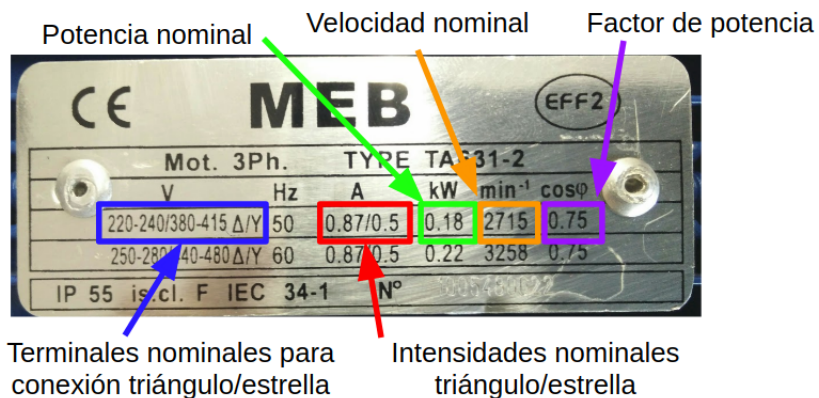 Potencia nominal
Velocidad nominal
Factor de potencia
CE
MEB
EFF2
Mot. 3Ph. TYPE
V Hz A kW min⁻¹ cosφ
220-240/380-415 Δ/Y 50 0.87/0.5 0.18 2715 0.75
60 0.87/0.5 0.22 3258 0.75
IP 55 F IEC 34-1 Nº
Terminales nominales para
conexión triángulo/estrella
Intensidades nominales
triángulo/estrella